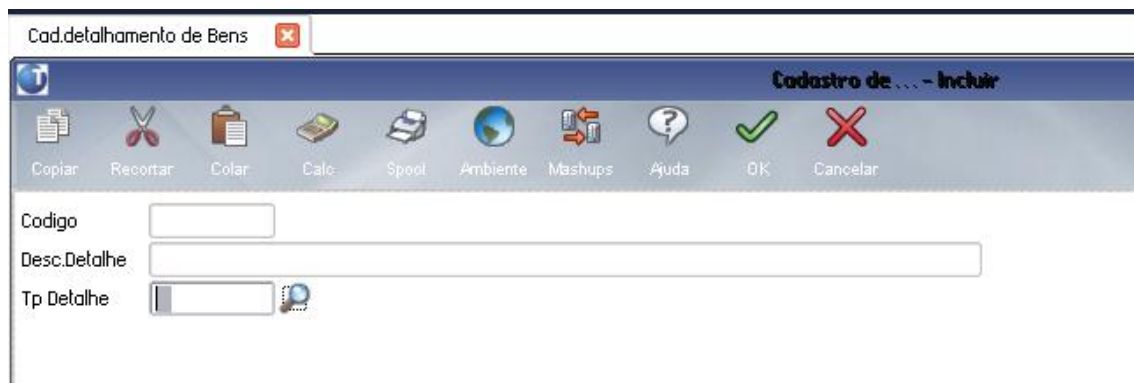 Cad.detalhamento de Bens
Cadastro de ... - Incluir
Copiar Recortar Colar Calc Spool Ambiente Mashups Ajuda OK Cancelar
Codigo
Desc.Detalhe
Tp Detalhe